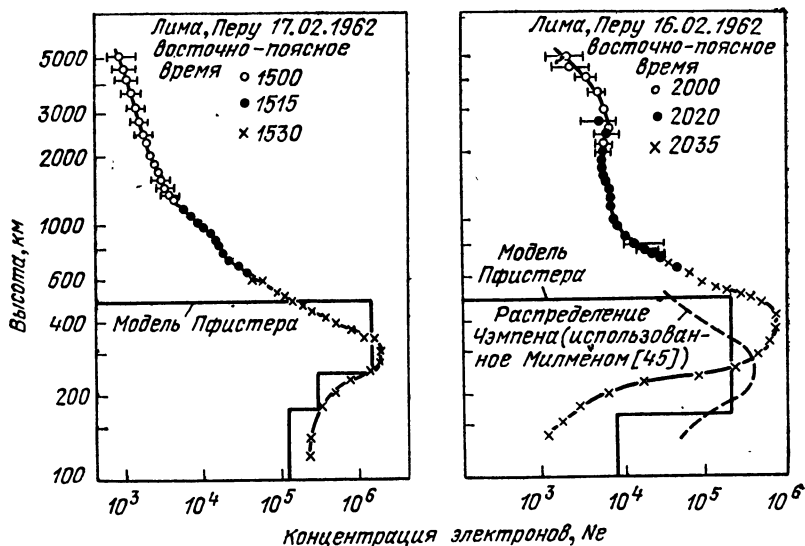 Лима, Перу 17.02.1962
восточно-поясное
время
1500
1515
1530
5000
3000
2000
1000
600
400
200
100
Высота, км
Модель Пфистера
10³
10⁴
10⁵
10⁶
Лима, Перу 16.02.1962
восточно-поясное
время
2000
2020
2035
Модель
Пфистера
Распределение
Чэмпена (использован-
ное Милменом [45])
10³
10⁴
10⁵
10⁶
Концентрация электронов, Ne